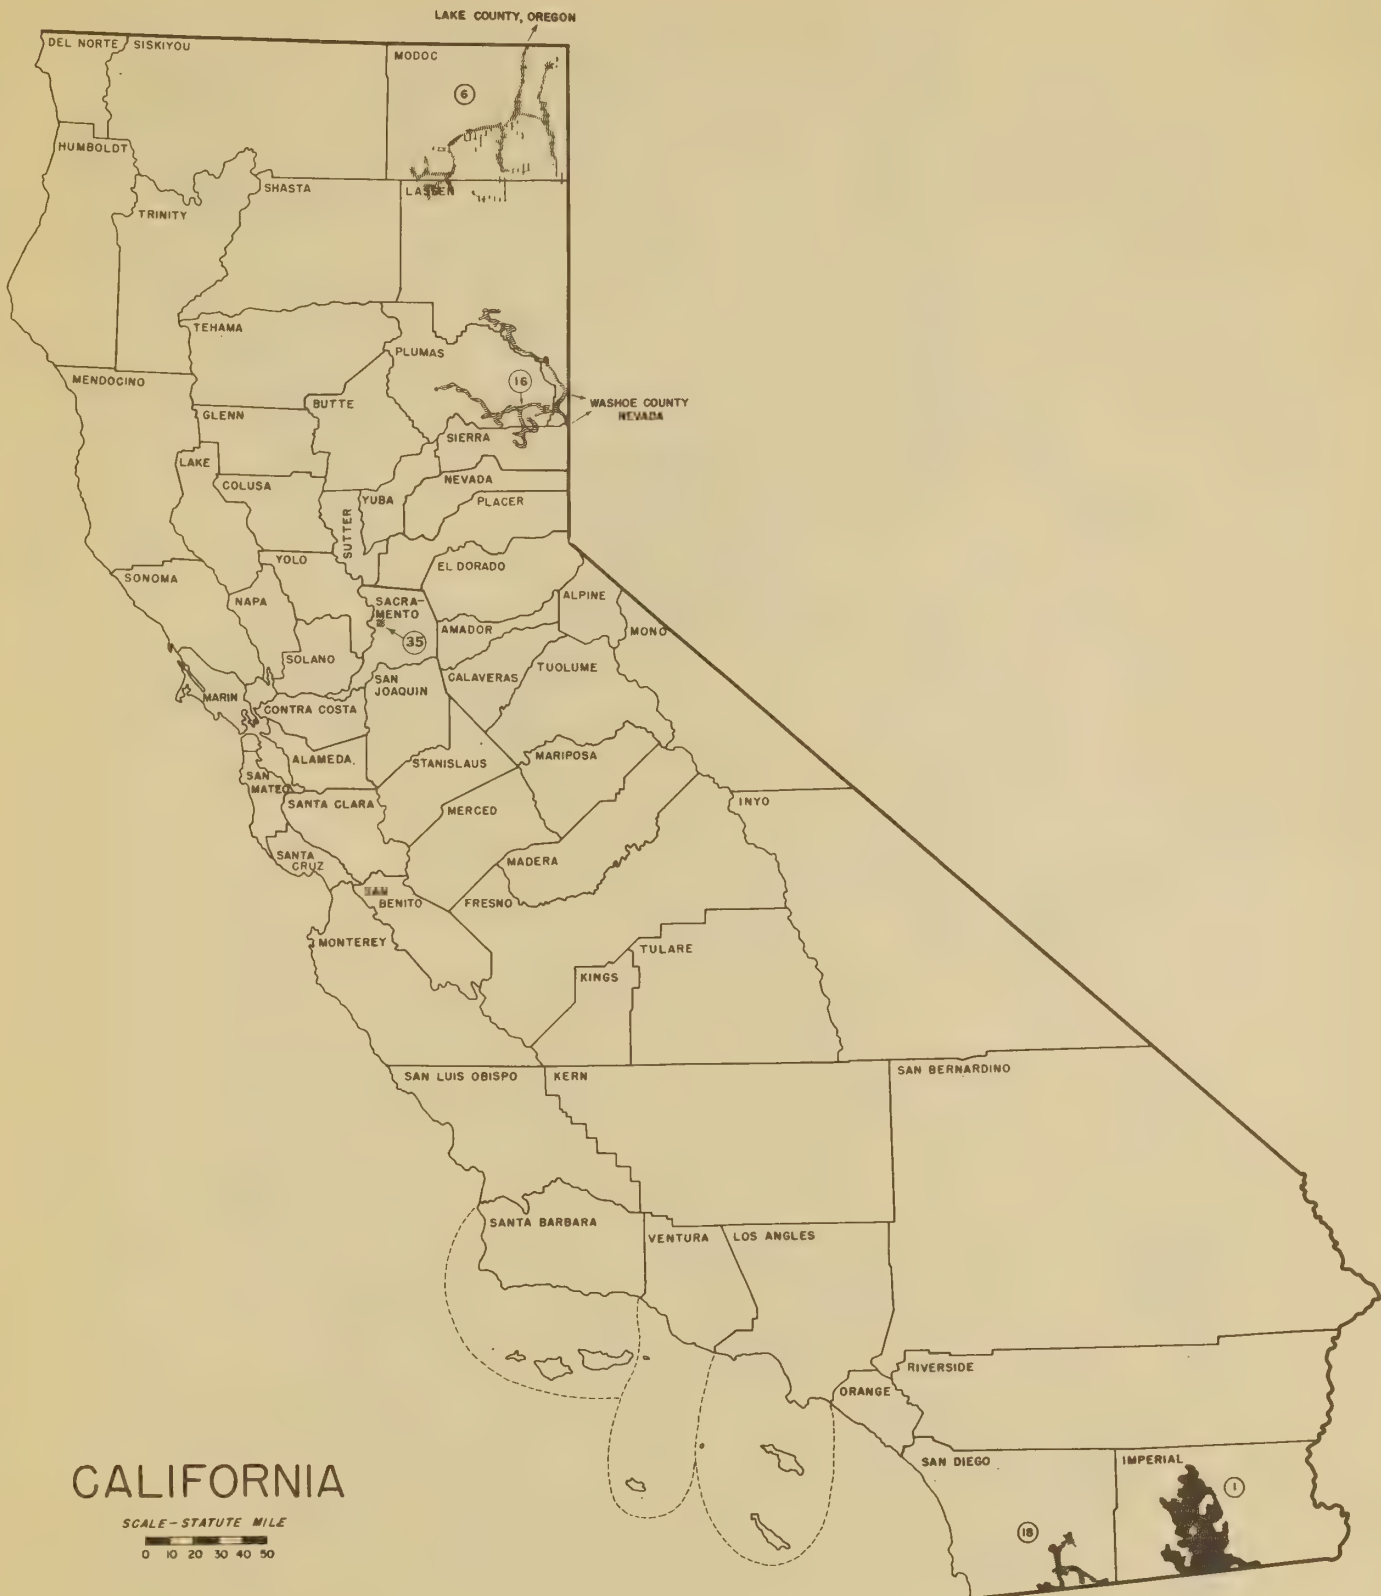 LAKE COUNTY, OREGON
DEL NORTE
SISKIYOU
MODOC
6
HUMBOLDT
SHASTA
LASSEN
TRINITY
TEHAMA
PLUMAS
MENDOCINO
16
WASHOE COUNTY
NEVADA
GLENN
BUTTE
SIERRA
LAKE
COLUSA
NEVADA
YUBA
PLACER
SUTTER
YOLO
EL DORADO
SONOMA
NAPA
SACRA-
MENTO
ALPINE
AMADOR
MONO
35
SOLANO
CALAVERAS
TUOLUME
SAN
JOAQUIN
MARIN
CONTRA COSTA
ALAMEDA
STANISLAUS
MARIPOSA
SAN
MATEO
SANTA CLARA
MERCED
INYO
SANTA
CRUZ
MADERA
SAN
BENITO
FRESNO
MONTEREY
TULARE
KINGS
SAN LUIS OBISPO
KERN
SAN BERNARDINO
SANTA BARBARA
VENTURA
LOS ANGLES
RIVERSIDE
ORANGE
SAN DIEGO
IMPERIAL
1
18
CALIFORNIA
SCALE-STATUTE MILE
0 10 20 30 40 50